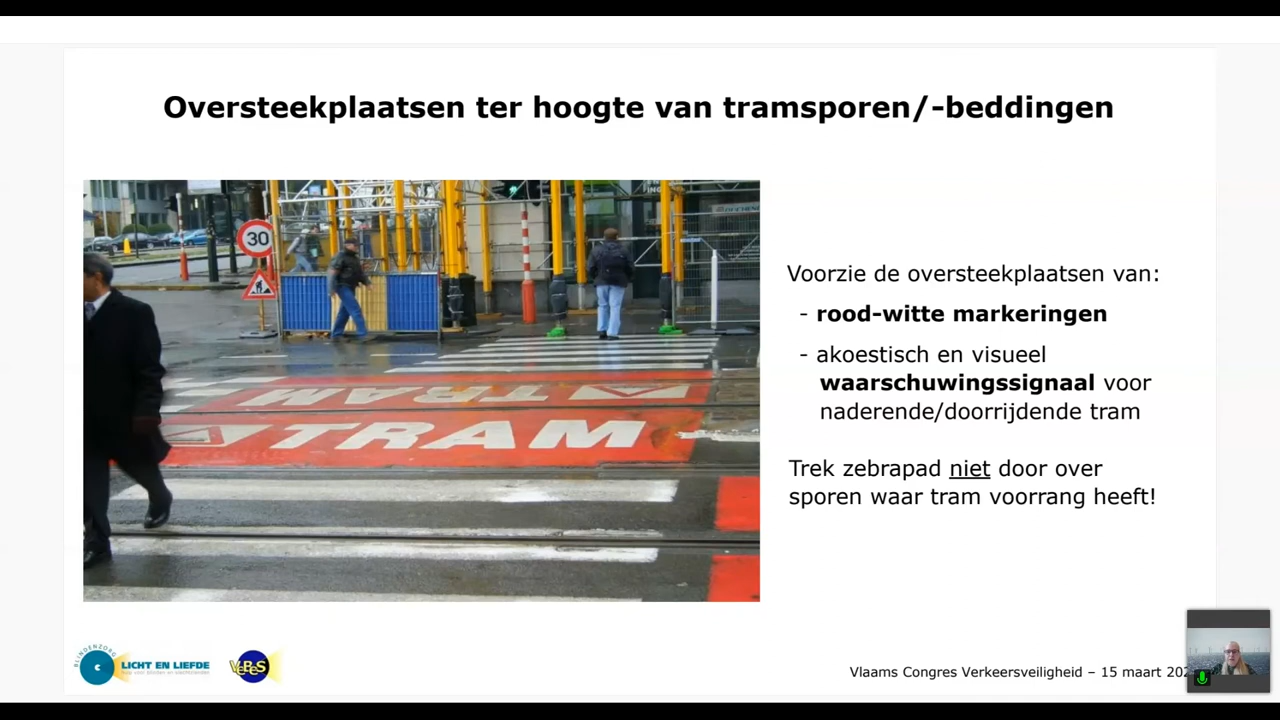 Oversteekplaatsen ter hoogte van tramsporen/-beddingen
30
TRAM
TRAM
Voorzie de oversteekplaatsen van:
- rood-witte markeringen
- akoestisch en visueel
waarschuwingssignaal voor
naderende/doorrijdende tram
Trek zebrapad niet door over
sporen waar tram voorrang heeft!
BLINDENZORG
LICHT EN LIEFDE
VeBeS
Vlaams Congres Verkeersveiligheid – 15 maart